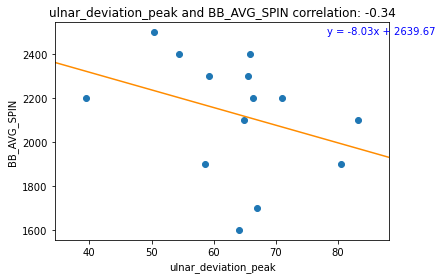 ulnar_deviation_peak and BB_AVG_SPIN correlation: -0.34
y = -8.03x + 2639.67
2400
2200
2000
1800
1600
BB_AVG_SPIN
40 50 60 70 80
ulnar_deviation_peak